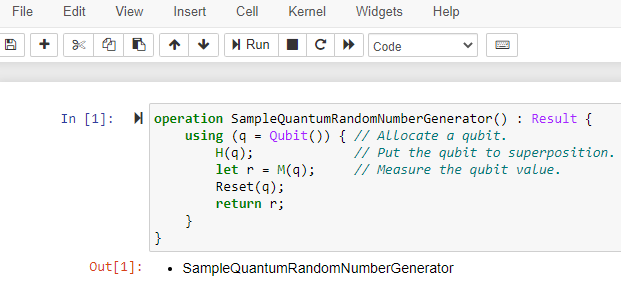 File Edit View Insert Cell Kernel Widgets Help
Run Code
In [1]: operation SampleQuantumRandomNumberGenerator() : Result {
using (q = Qubit()) { // Allocate a qubit.
H(q); // Put the qubit to superposition.
let r = M(q); // Measure the qubit value.
Reset(q);
return r;
}
}
Out[1]: • SampleQuantumRandomNumberGenerator